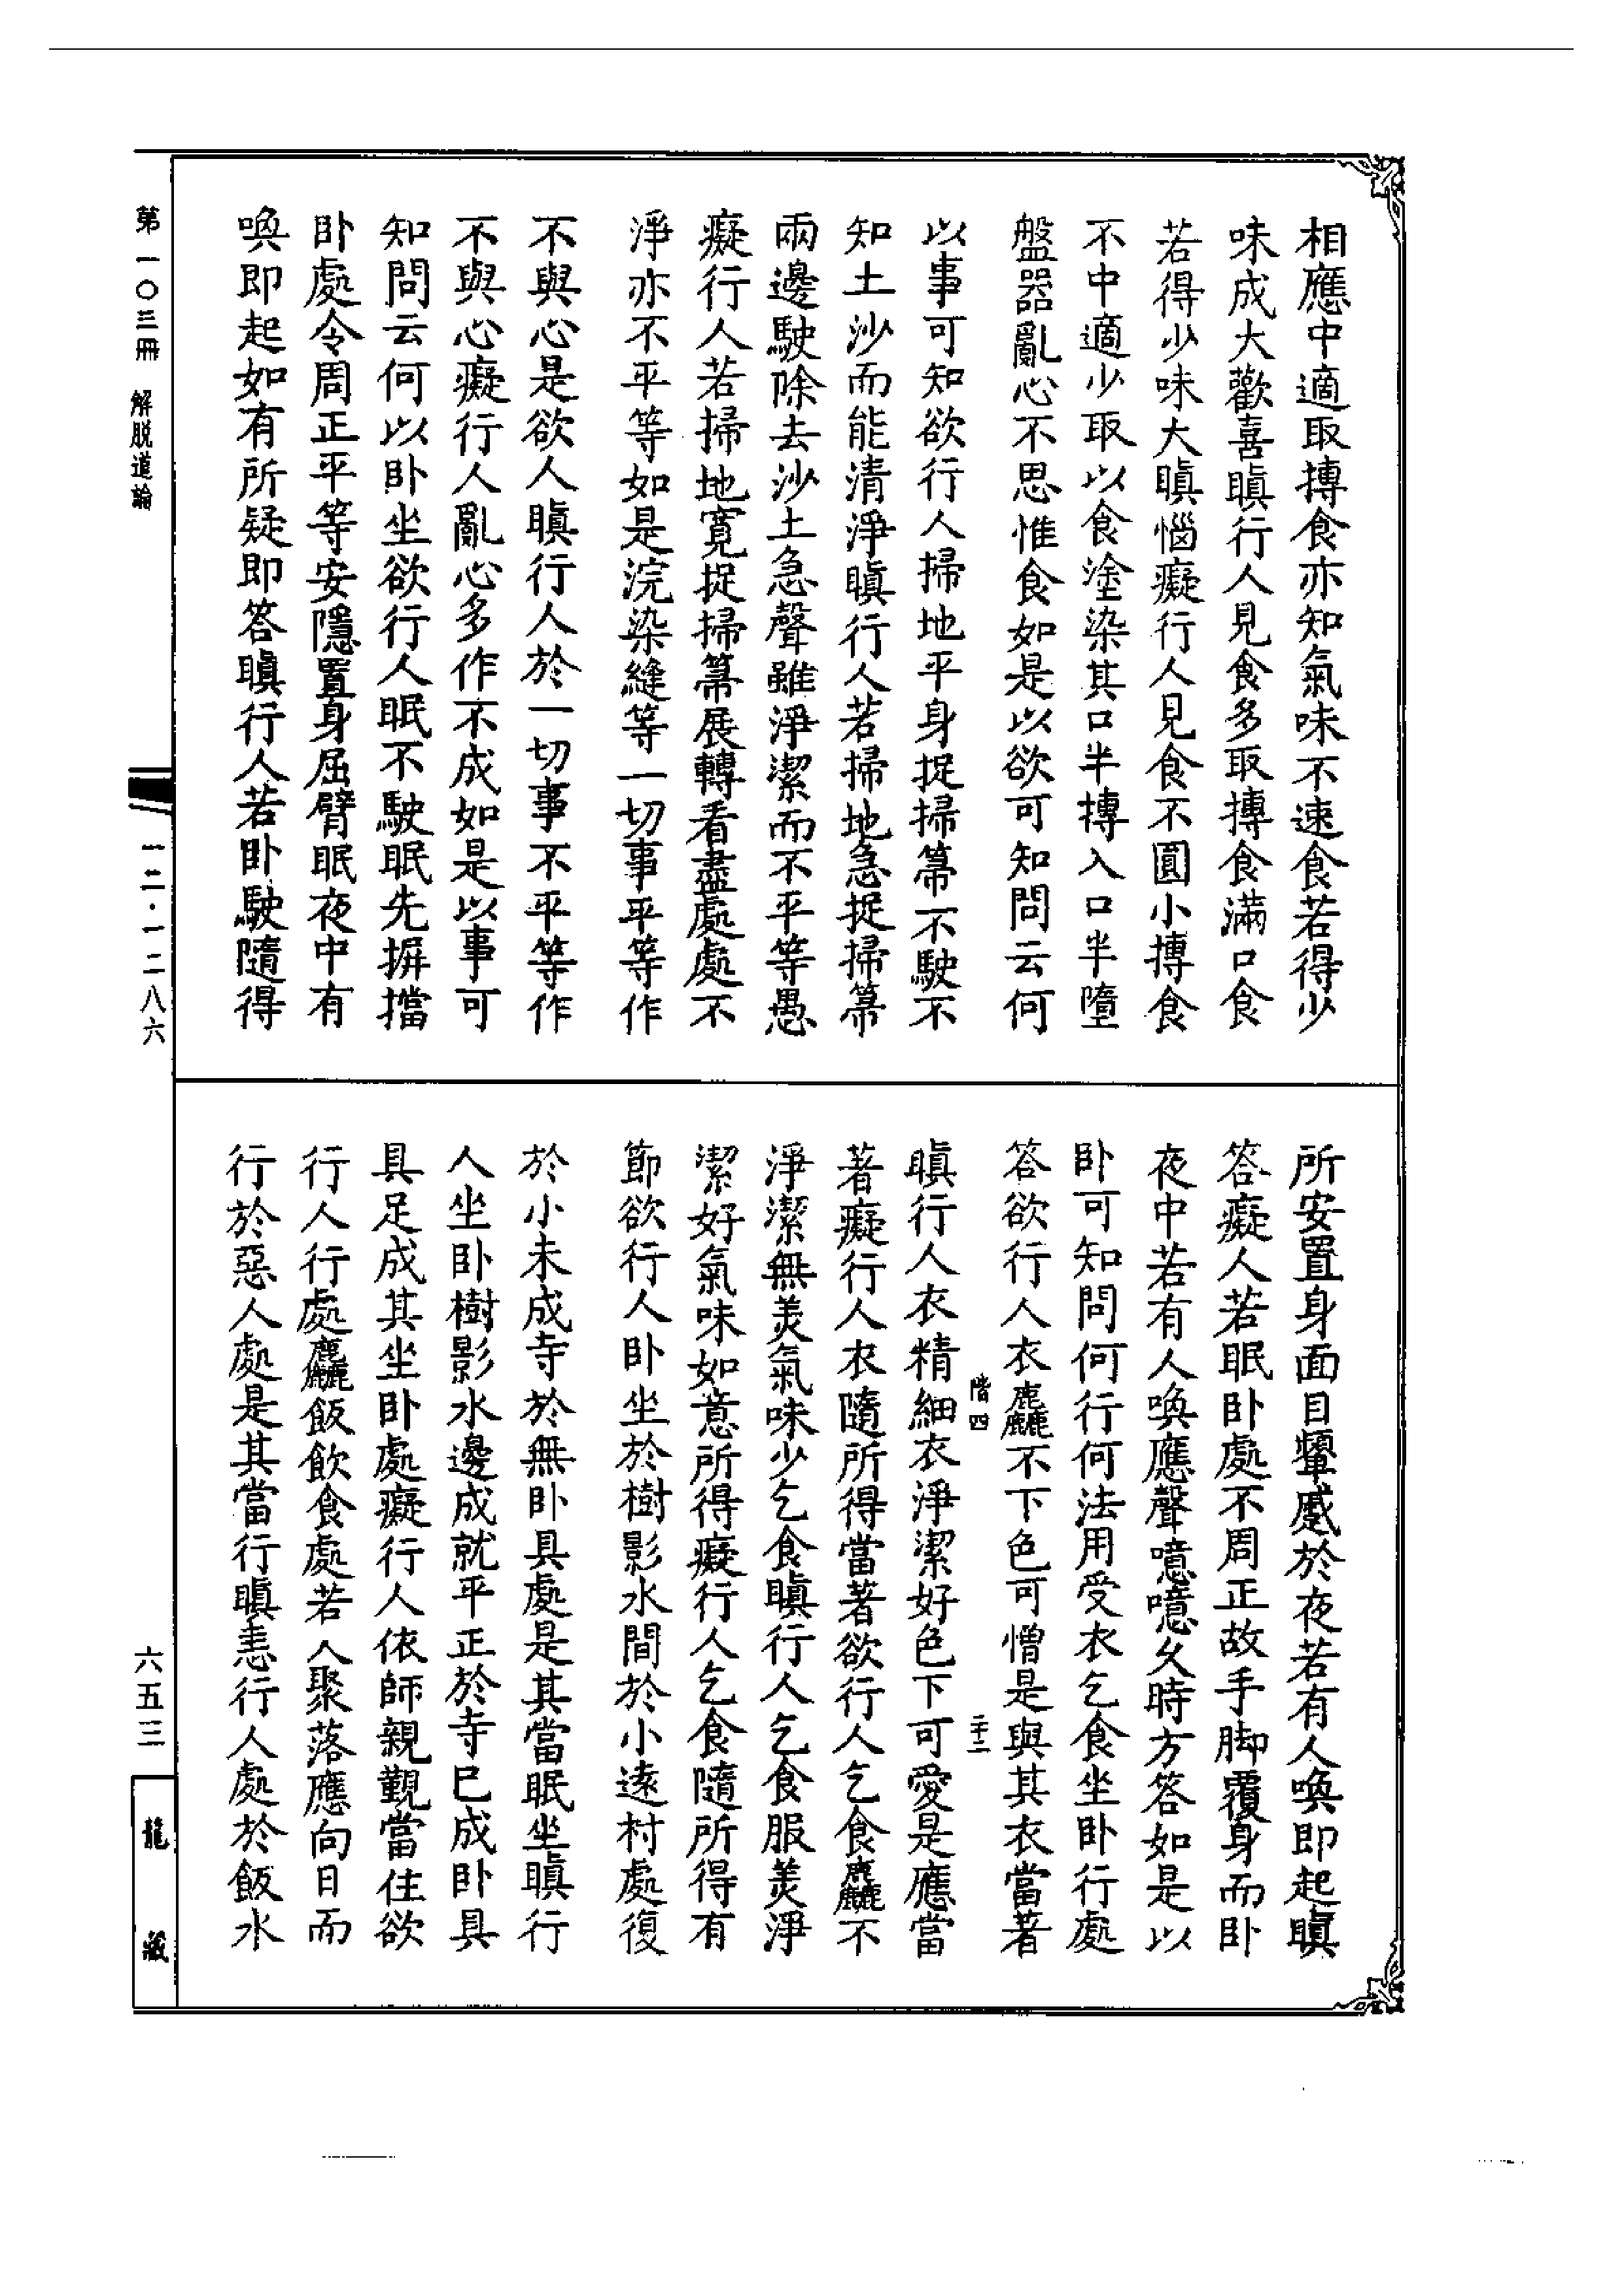 相應中適取摶食亦知氣味不速食若得少
味成大歡喜瞋行人見食多取摶食滿口食
若得少味大瞋惱癡行人見食不圓小摶食
不中適少取以食塗染其口半摶入口半墮
盤器亂心不思惟食如是以欲可知問云何
以事可知欲行人掃地平身捉掃箒不駛不
知土沙而能清淨瞋行人若掃地急捉掃箒
兩邊駛除去沙土急聲雖淨潔而不平等愚
癡行人若掃地寬捉掃箒展轉看盡處處不
淨亦不平等如是浣染縫等一切事平等作
不與心是欲人瞋行人於一切事不平等作
不與心癡行人亂心多作不成如是以事可
知問云何以卧坐欲行人眠不駛眠先摒擋
卧處令周正平等安隱置身屈臂眠夜中有
喚即起如有所疑即答瞋行人若卧駛隨得
所安置身面目顰蹙於夜若有人喚即起瞋
答癡人若眠卧處不周正故手脚覆身而卧
夜中若有人喚應聲噫噫久時方答如是以
卧可知問何行何法用受衣乞食坐卧行處
答欲行人衣麤不下色可憎是與其衣當著
瞋行人衣精細衣淨潔好色下可愛是應當
著癡行人衣隨所得當著欲行人乞食麤不
淨潔無羙氣味少乞食瞋行人乞食服羙淨
潔好氣味如意所得癡行人乞食隨所得有
節欲行人卧坐於樹影水間於小遠村處復
於小未成寺於無卧具處是其當眠坐瞋行
人坐卧樹影水邊成就平正於寺已成卧具
具足成其坐卧處癡行人依師親覲當住欲
行人行處麤飯飲食處若入聚落應向日而
行於惡人處是其當行瞋恚行人處於飯水
階四
二十二
第一〇三冊 解脱道論
一二·一二八六
六五三
龍藏